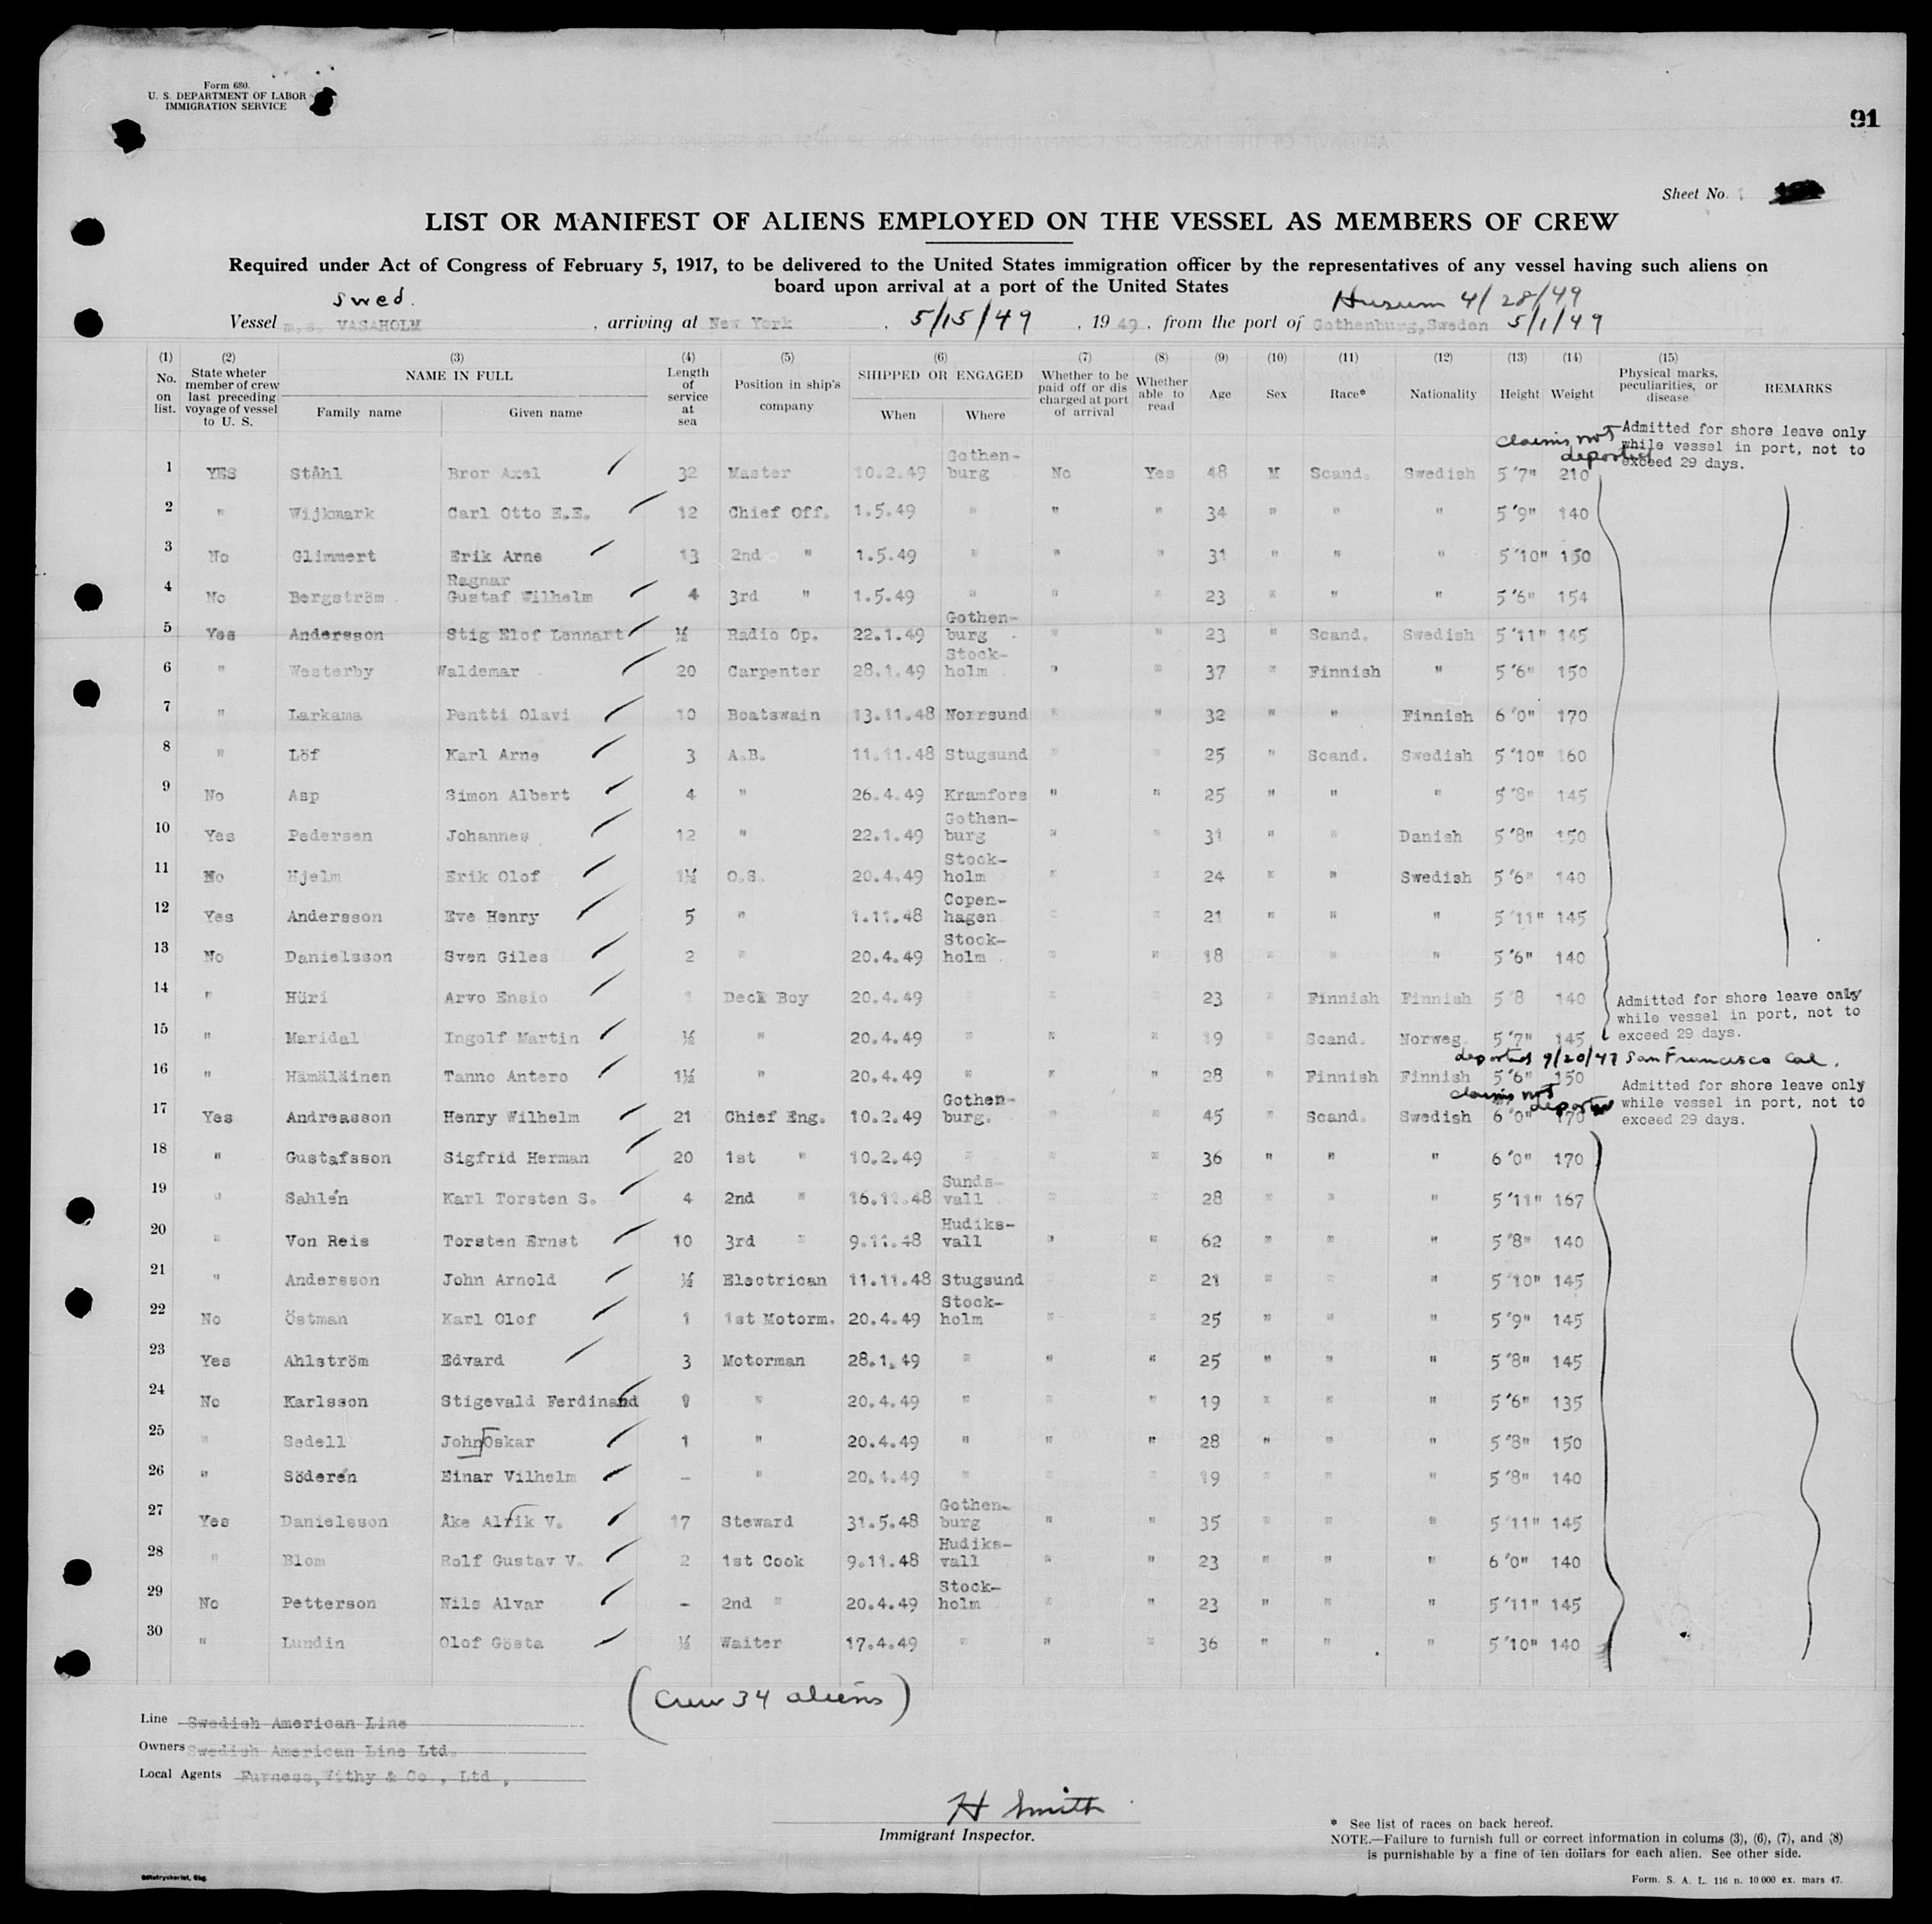 Form 680.
U. S. DEPARTMENT OF LABOR
IMMIGRATION SERVICE
91
Sheet No.
LIST OR MANIFEST OF ALIENS EMPLOYED ON THE VESSEL AS MEMBERS OF CREW
Required under Act of Congress of February 5, 1917, to be delivered to the United States immigration officer by the representatives of any vessel having such aliens on
board upon arrival at a port of the United States
Swed. Husum 4/28/49
Vessel m.s. VASAHOLM , arriving at New York , 5/15/49 , 1949 , from the port of Gothenburg,Sweden 5/1/49
(1) No. on list. (2) State wheter member of crew last preceding voyage of vessel to U. S. (3) NAME IN FULL Family name Given name (4) Length of service at sea (5) Position in ship's company (6) SHIPPED OR ENGAGED When Where (7) Whether to be paid off or dis charged at port of arrival (8) Whether able to read (9) Age (10) Sex (11) Race* (12) Nationality (13) Height (14) Weight (15) Physical marks, peculiarities, or disease REMARKS
claims not deported Admitted for shore leave only while vessel in port, not to exceed 29 days.
1 YES Ståhl Bror Axel 32 Master 10.2.49 Gothen-burg No Yes 48 M Scand. Swedish 5'7" 210
2 " Wijkmark Carl Otto E.E. 12 Chief Off. 1.5.49 " " " 34 " " " 5'9" 140
3 No Glimmert Erik Arne 13 2nd " 1.5.49 " " " 31 " " " 5'10" 150
4 No Bergström Ragnar Gustaf Wilhelm 4 3rd " 1.5.49 " " " 23 " " " 5'6" 154
5 Yes Andersson Stig Elof Lennart ½ Radio Op. 22.1.49 Gothen-burg " " 23 " Scand. Swedish 5'11" 145
6 " Westerby Waldemar 20 Carpenter 28.1.49 Stock-holm " " 37 " Finnish " 5'6" 150
7 " Larkama Pentti Olavi 10 Boatswain 13.11.48 Norrsund " " 32 " " Finnish 6'0" 170
8 " Löf Karl Arne 3 A.B. 11.11.48 Stugsund " " 25 " Scand. Swedish 5'10" 160
9 No Asp Simon Albert 4 " 26.4.49 Kramfors " " 25 " " " 5'8" 145
10 Yes Pedersen Johannes 12 " 22.1.49 Gothen-burg " " 31 " " Danish 5'8" 150
11 No Hjelm Erik Olof 1½ O.S. 20.4.49 Stock-holm " " 24 " " Swedish 5'6" 140
12 Yes Andersson Eve Henry 5 " 1.11.48 Copen-hagen " " 21 " " " 5'11" 145
13 No Danielsson Sven Giles 2 " 20.4.49 Stock-holm " " 18 " " " 5'6" 140
14 " Hüri Arvo Ensio 1 Deck Boy 20.4.49 " " " 23 " Finnish Finnish 5'8 140 Admitted for shore leave only while vessel in port, not to exceed 29 days.
15 " Maridal Ingolf Martin ½ " 20.4.49 " " " 19 " Scand. Norweg. 5'7" 145
deported 9/20/47 San Francisco Cal.
16 " Hämäläinen Tanno Antero 1½ " 20.4.49 " " " 28 " Finnish Finnish 5'6" 150
claims not deported Admitted for shore leave only while vessel in port, not to exceed 29 days.
17 Yes Andreasson Henry Wilhelm 21 Chief Eng. 10.2.49 Gothen-burg. " " 45 " Scand. Swedish 6'0" 170
18 " Gustafsson Sigfrid Herman 20 1st " 10.2.49 " " " 36 " " " 6'0" 170
19 " Sahlén Karl Torsten S. 4 2nd " 16.11.48 Sunds-vall " " 28 " " " 5'11" 167
20 " Von Reis Torsten Ernst 10 3rd " 9.11.48 Hudiks-vall " " 62 " " " 5'8" 140
21 " Andersson John Arnold ½ Electrican 11.11.48 Stugsund " 21 " " " 5'10" 145
22 No Östman Karl Olof 1 1st Motorm. 20.4.49 Stock-holm " " 25 " " " 5'9" 145
23 Yes Ahlström Edvard 3 Motorman 28.1.49 " " " 25 " " " 5'8" 145
24 No Karlsson Stigevald Ferdinand " 20.4.49 " " " 19 " " " 5'6" 135
25 " Sedell John Oskar 1 " 20.4.49 " " " 28 " " " 5'8" 150
26 " Söderén Einar Vilhelm - " 20.4.49 " " " 19 " " " 5'8" 140
27 Yes Danielsson Åke Alrik V. 17 Steward 31.5.48 Gothen-burg " " 35 " " " 5'11" 145
28 " Blom Rolf Gustav V. 2 1st Cook 9.11.48 Hudiks-vall " " 23 " " " 6'0" 140
29 No Petterson Nils Alvar - 2nd " 20.4.49 Stock-holm " " 23 " " " 5'11" 145
30 " Lundin Olof Gösta ½ Waiter 17.4.49 " " " 36 " " " 5'10" 140
(Crew 34 aliens)
Line Swedish American Line
Owners Swedish American Line Ltd.
Local Agents Furness, Withy & Co , Ltd ,
H Smith
Immigrant Inspector.
* See list of races on back hereof.
NOTE.—Failure to furnish full or correct information in colums (3), (6), (7), and (8)
is purnishable by a fine of ten dollars for each alien. See other side.
Form. S. A. L. 116 n. 10 000 ex. mars 47.